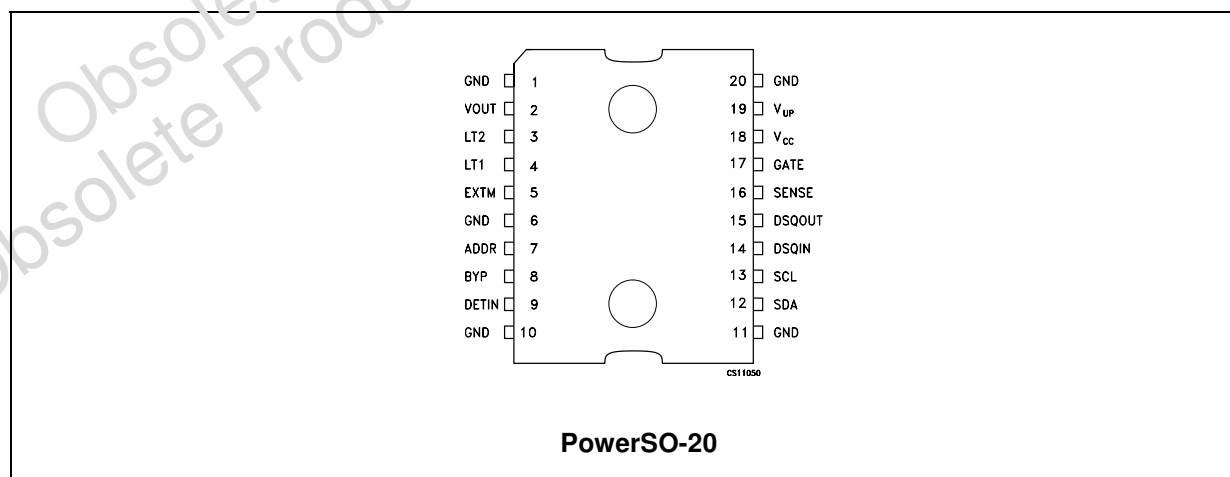 Obsolete
Obsolete Produ
GND 1 20 GND
VOUT 2 19 VUP
LT2 3 18 VCC
LT1 4 17 GATE
EXTM 5 16 SENSE
GND 6 15 DSQOUT
ADDR 7 14 DSQIN
BYP 8 13 SCL
DETIN 9 12 SDA
GND 10 11 GND
CS11050
PowerSO-20